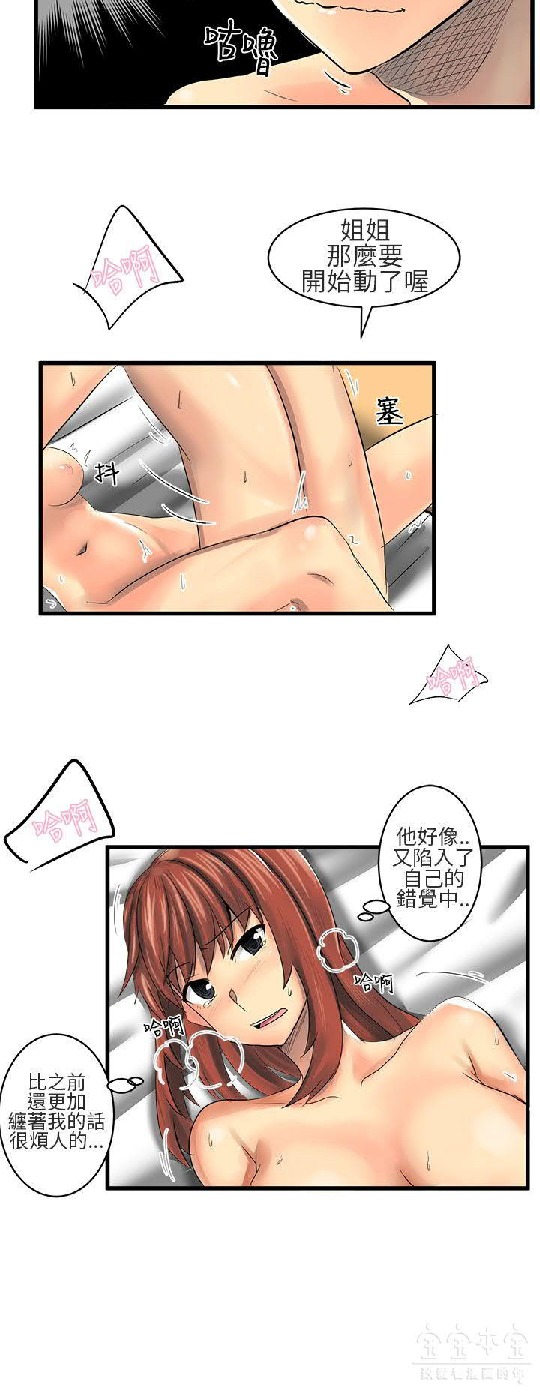 咕嚕
哈啊
姐姐
那麼要
開始動了喔
塞
抖
哈啊
哈啊
他好像..
又陷入了
自己的
錯覺中...
哈啊
哈啊
比之前
還更加
纏著我的話
很煩人的...